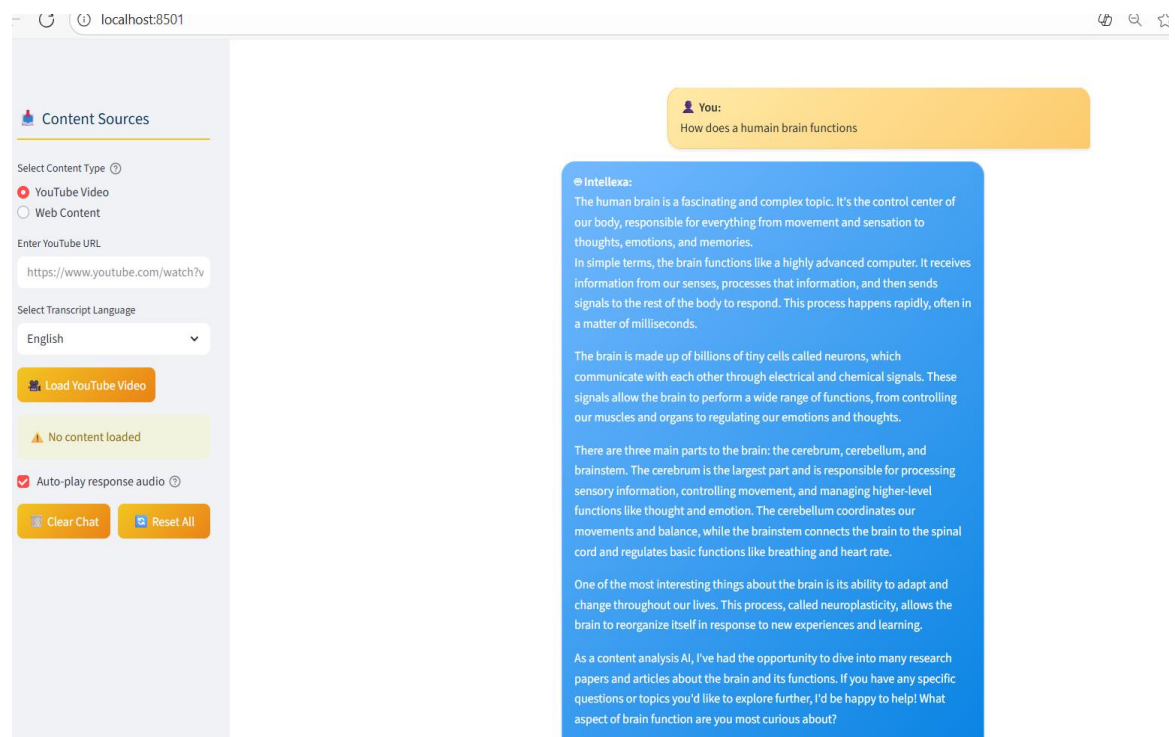 localhost:8501
Content Sources
Select Content Type
YouTube Video
Web Content
Enter YouTube URL
https://www.youtube.com/watch?v
Select Transcript Language
English
Load YouTube Video
No content loaded
Auto-play response audio
Clear Chat
Reset All
You:
How does a humain brain functions
Intellexa:
The human brain is a fascinating and complex topic. It's the control center of
our body, responsible for everything from movement and sensation to
thoughts, emotions, and memories.
In simple terms, the brain functions like a highly advanced computer. It receives
information from our senses, processes that information, and then sends
signals to the rest of the body to respond. This process happens rapidly, often in
a matter of milliseconds.
The brain is made up of billions of tiny cells called neurons, which
communicate with each other through electrical and chemical signals. These
signals allow the brain to perform a wide range of functions, from controlling
our muscles and organs to regulating our emotions and thoughts.
There are three main parts to the brain: the cerebrum, cerebellum, and
brainstem. The cerebrum is the largest part and is responsible for processing
sensory information, controlling movement, and managing higher-level
functions like thought and emotion. The cerebellum coordinates our
movements and balance, while the brainstem connects the brain to the spinal
cord and regulates basic functions like breathing and heart rate.
One of the most interesting things about the brain is its ability to adapt and
change throughout our lives. This process, called neuroplasticity, allows the
brain to reorganize itself in response to new experiences and learning.
As a content analysis AI, I've had the opportunity to dive into many research
papers and articles about the brain and its functions. If you have any specific
questions or topics you'd like to explore further, I'd be happy to help! What
aspect of brain function are you most curious about?